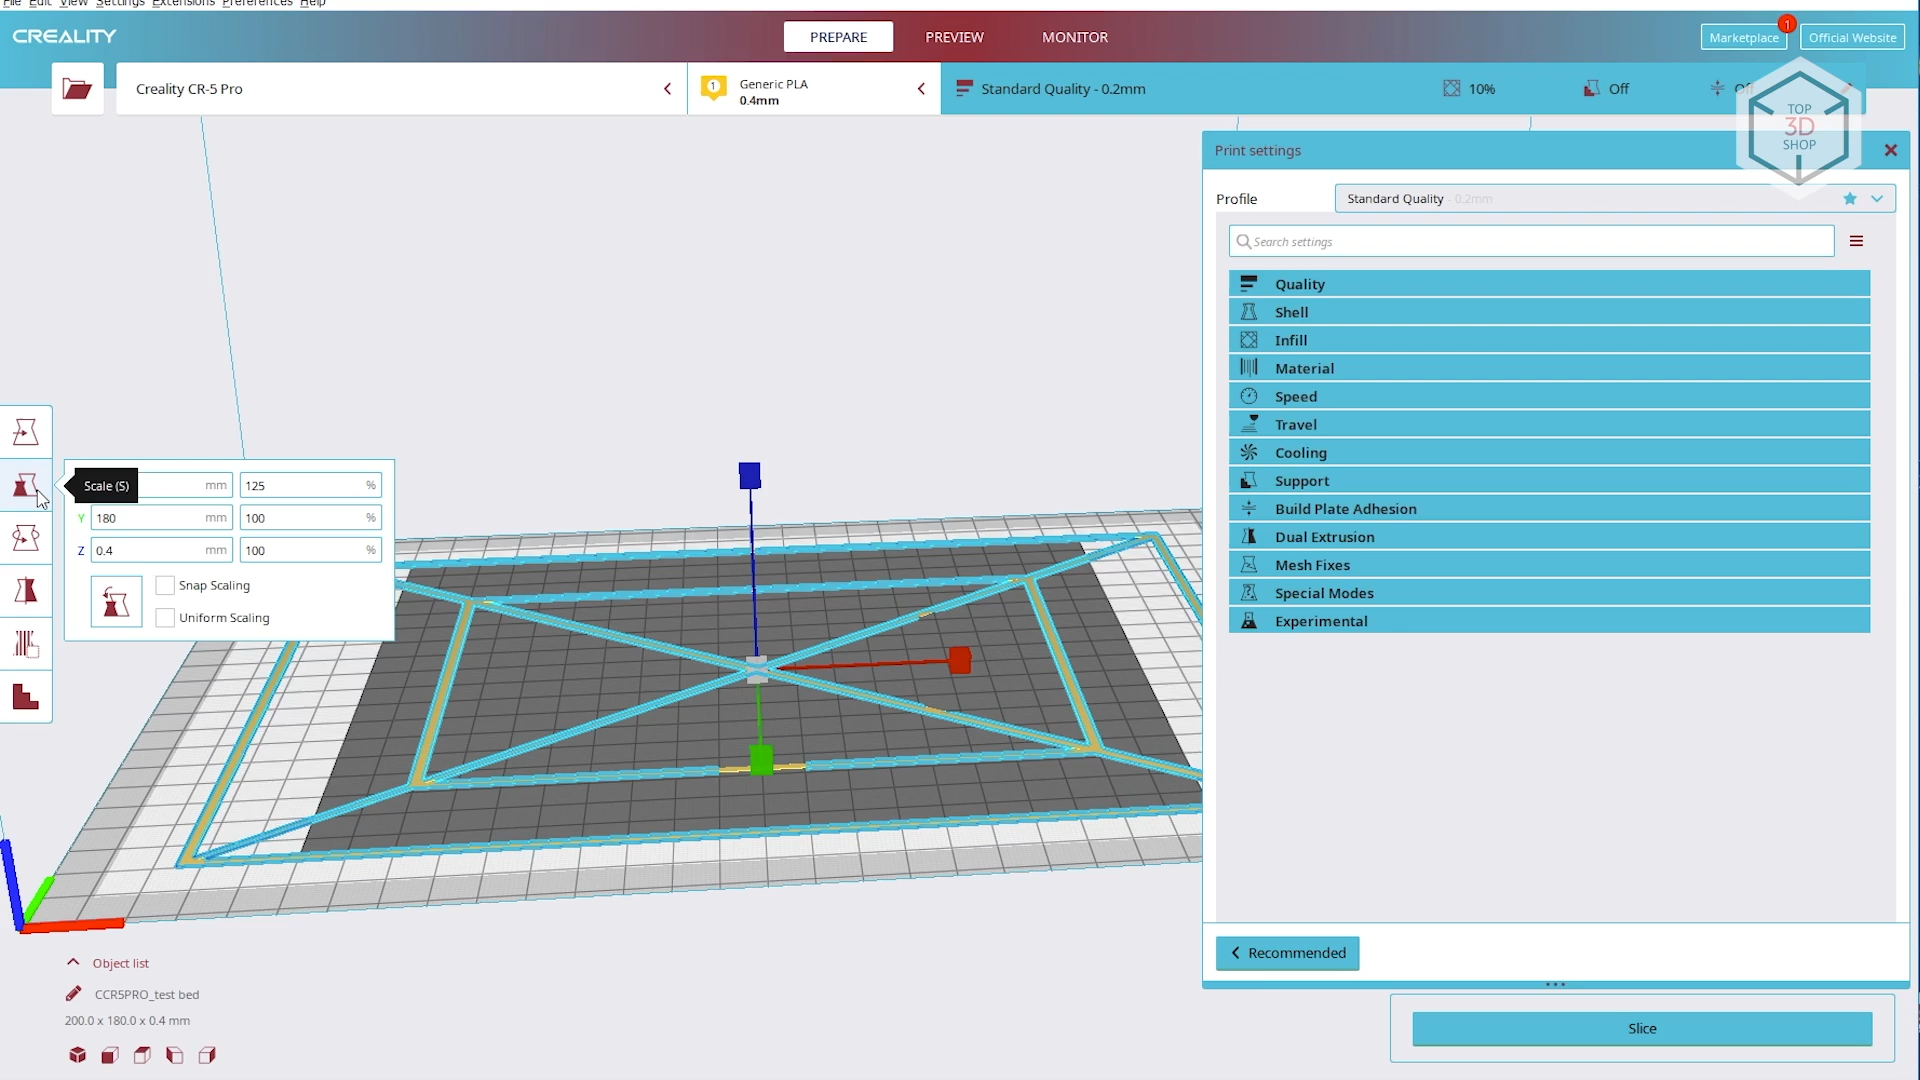 File Edit View Settings Extensions Preferences Help
CREALITY
PREPARE
PREVIEW
MONITOR
Marketplace
1
Official Website
Creality CR-5 Pro
1
Generic PLA
0.4mm
Standard Quality - 0.2mm
10%
Off
TOP
3D
SHOP
Print settings
Profile
Standard Quality - 0.2mm
Search settings
Quality
Shell
Infill
Material
Speed
Travel
Cooling
Support
Build Plate Adhesion
Dual Extrusion
Mesh Fixes
Special Modes
Experimental
Scale (S)
mm
125 %
Y 180 mm
100 %
Z 0.4 mm
100 %
Snap Scaling
Uniform Scaling
Object list
CCR5PRO_test bed
200.0 x 180.0 x 0.4 mm
Recommended
Slice